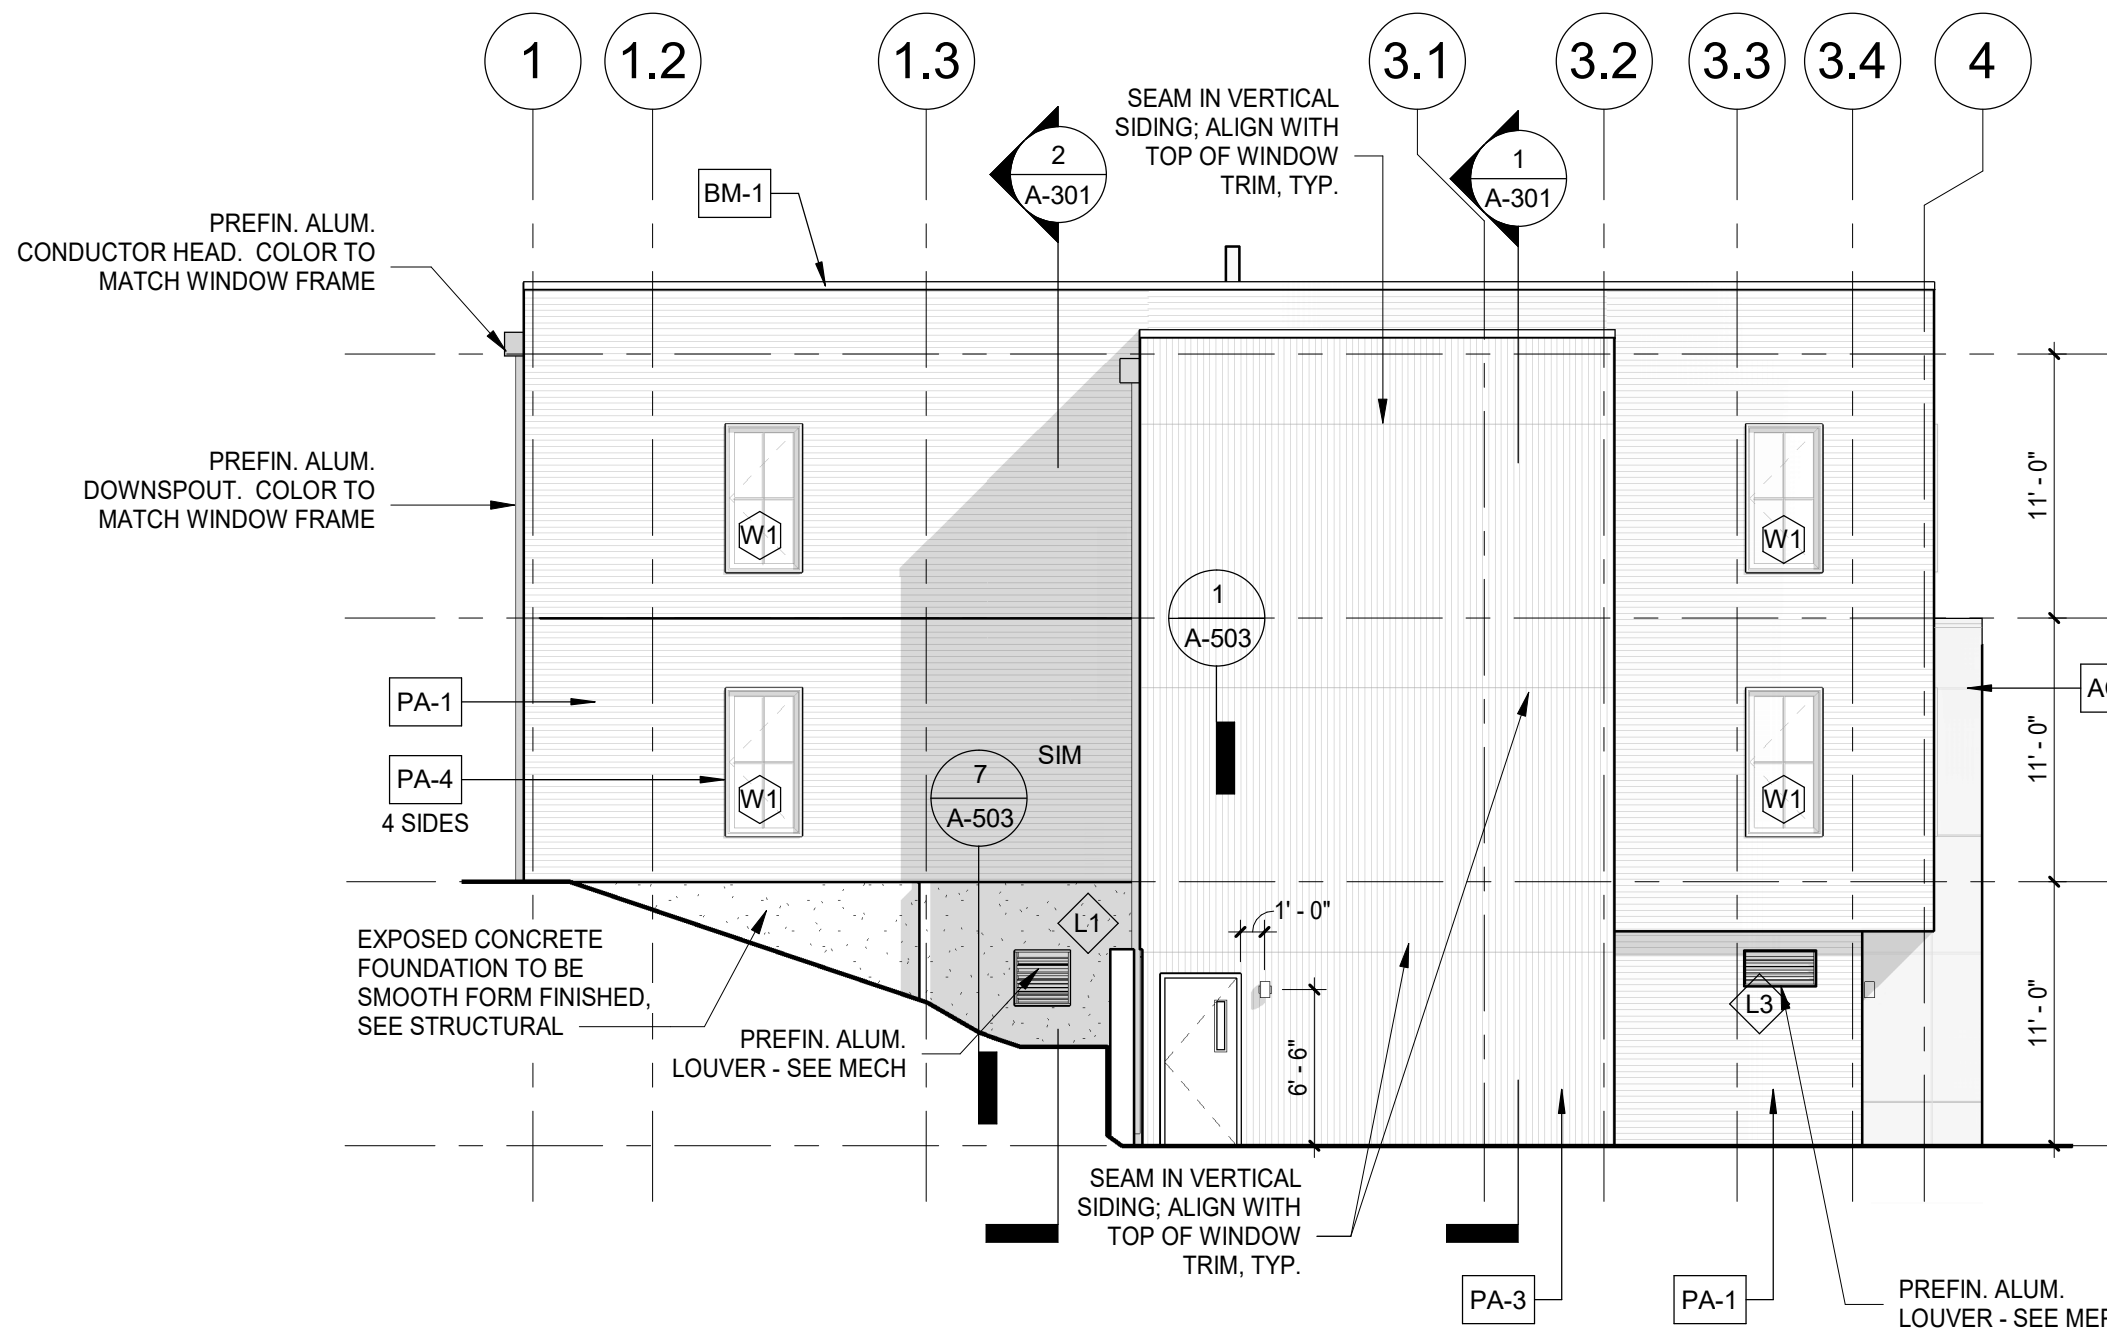 1
1.2
1.3
3.1
3.2
3.3
3.4
4
SEAM IN VERTICAL
SIDING; ALIGN WITH
TOP OF WINDOW
TRIM, TYP.
2
A-301
1
A-301
BM-1
PREFIN. ALUM.
CONDUCTOR HEAD.  COLOR TO
MATCH WINDOW FRAME
PREFIN. ALUM.
DOWNSPOUT.  COLOR TO
MATCH WINDOW FRAME
W1
W1
11' - 0"
1
A-503
PA-1
PA-4
4 SIDES
W1
7
A-503
SIM
W1
11' - 0"
L1
1' - 0"
EXPOSED CONCRETE
FOUNDATION TO BE
SMOOTH FORM FINISHED,
SEE STRUCTURAL
PREFIN. ALUM.
LOUVER - SEE MECH
6' - 6"
L3
11' - 0"
SEAM IN VERTICAL
SIDING; ALIGN WITH
TOP OF WINDOW
TRIM, TYP.
PA-3
PA-1
PREFIN. ALUM.
LOUVER - SEE